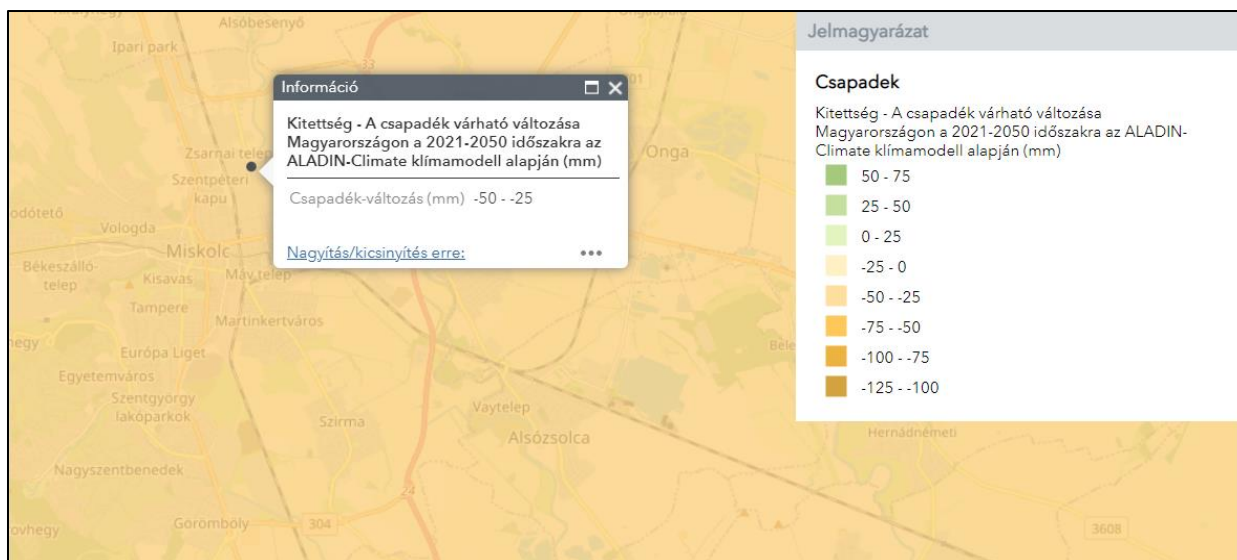 Alsóbesenyő
Ipari park
33
Zsarnai telep
Szentpéteri
kapu
Vologda
Miskolc
Békeszálló-
telep
Kisavas
Máv telep
Tampere
Martinkertváros
Európa Liget
Egyetemváros
Szentgyörgy
lakóparkok
Szirma
Vaytelep
Alsózsolca
Nagyszentbenedek
24
Görömböly
304
Onga
Hernádnémeti
3608
Információ
Kitettség - A csapadék várható változása
Magyarországon a 2021-2050 időszakra az
ALADIN-Climate klímamodell alapján (mm)
Csapadék-változás (mm) -50 - -25
Nagyítás/kicsinyítés erre:
Jelmagyarázat
Csapadek
Kitettség - A csapadék várható változása
Magyarországon a 2021-2050 időszakra az ALADIN-
Climate klímamodell alapján (mm)
50 - 75
25 - 50
0 - 25
-25 - 0
-50 - -25
-75 - -50
-100 - -75
-125 - -100